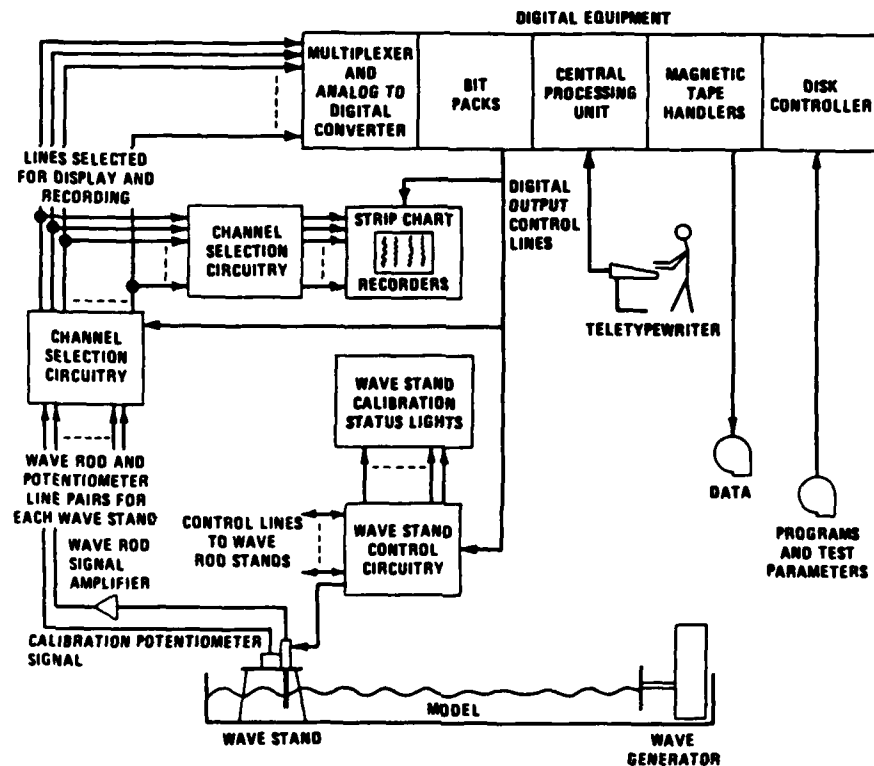 DIGITAL EQUIPMENT
MULTIPLEXER
AND
ANALOG TO
DIGITAL
CONVERTER
BIT
PACKS
CENTRAL
PROCESSING
UNIT
MAGNETIC
TAPE
HANDLERS
DISK
CONTROLLER
LINES SELECTED
FOR DISPLAY AND
RECORDING
CHANNEL
SELECTION
CIRCUITRY
STRIP CHART
RECORDERS
DIGITAL
OUTPUT
CONTROL
LINES
TELETYPEWRITER
CHANNEL
SELECTION
CIRCUITRY
WAVE STAND
CALIBRATION
STATUS LIGHTS
WAVE ROD AND
POTENTIOMETER
LINE PAIRS FOR
EACH WAVE STAND
DATA
PROGRAMS
AND TEST
PARAMETERS
CONTROL LINES
TO WAVE
ROD STANDS
WAVE STAND
CONTROL
CIRCUITRY
WAVE ROD
SIGNAL
AMPLIFIER
CALIBRATION POTENTIOMETER
SIGNAL
MODEL
WAVE STAND
WAVE
GENERATOR